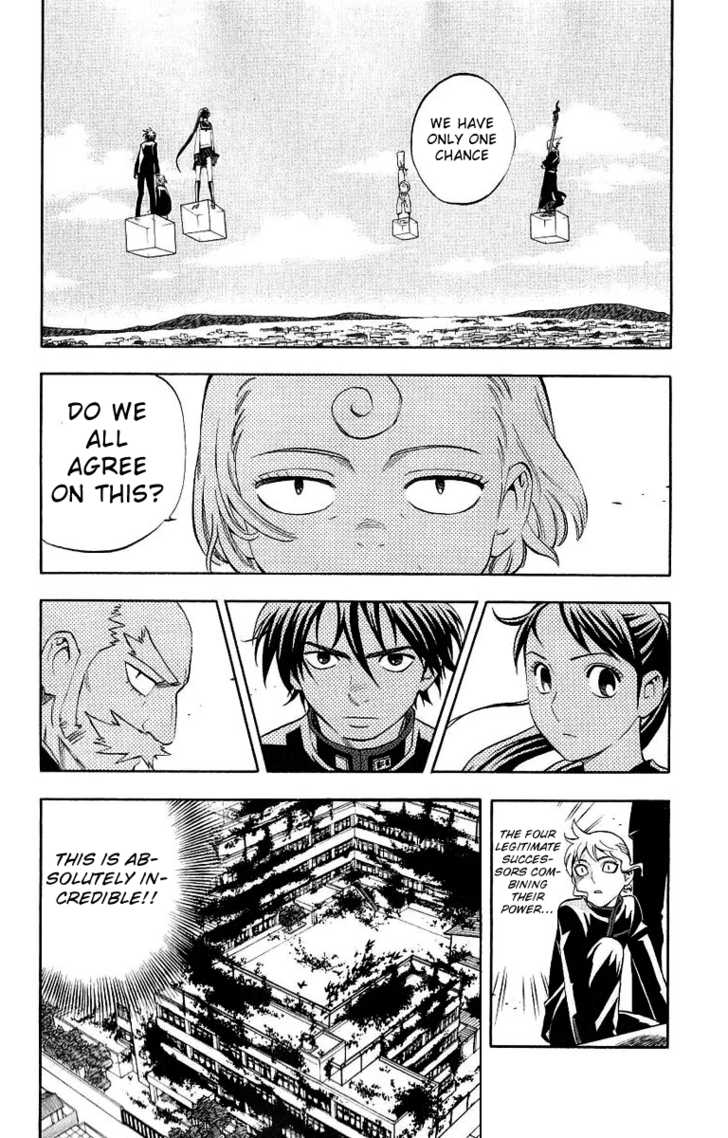 WE HAVE
ONLY ONE
CHANCE
DO WE
ALL
AGREE
ON THIS?
THE FOUR
LEGITIMATE
SUCCES-
SORS COM-
BINING
THEIR
POWER...
THIS IS AB-
SOLUTELY IN-
CREDIBLE!!